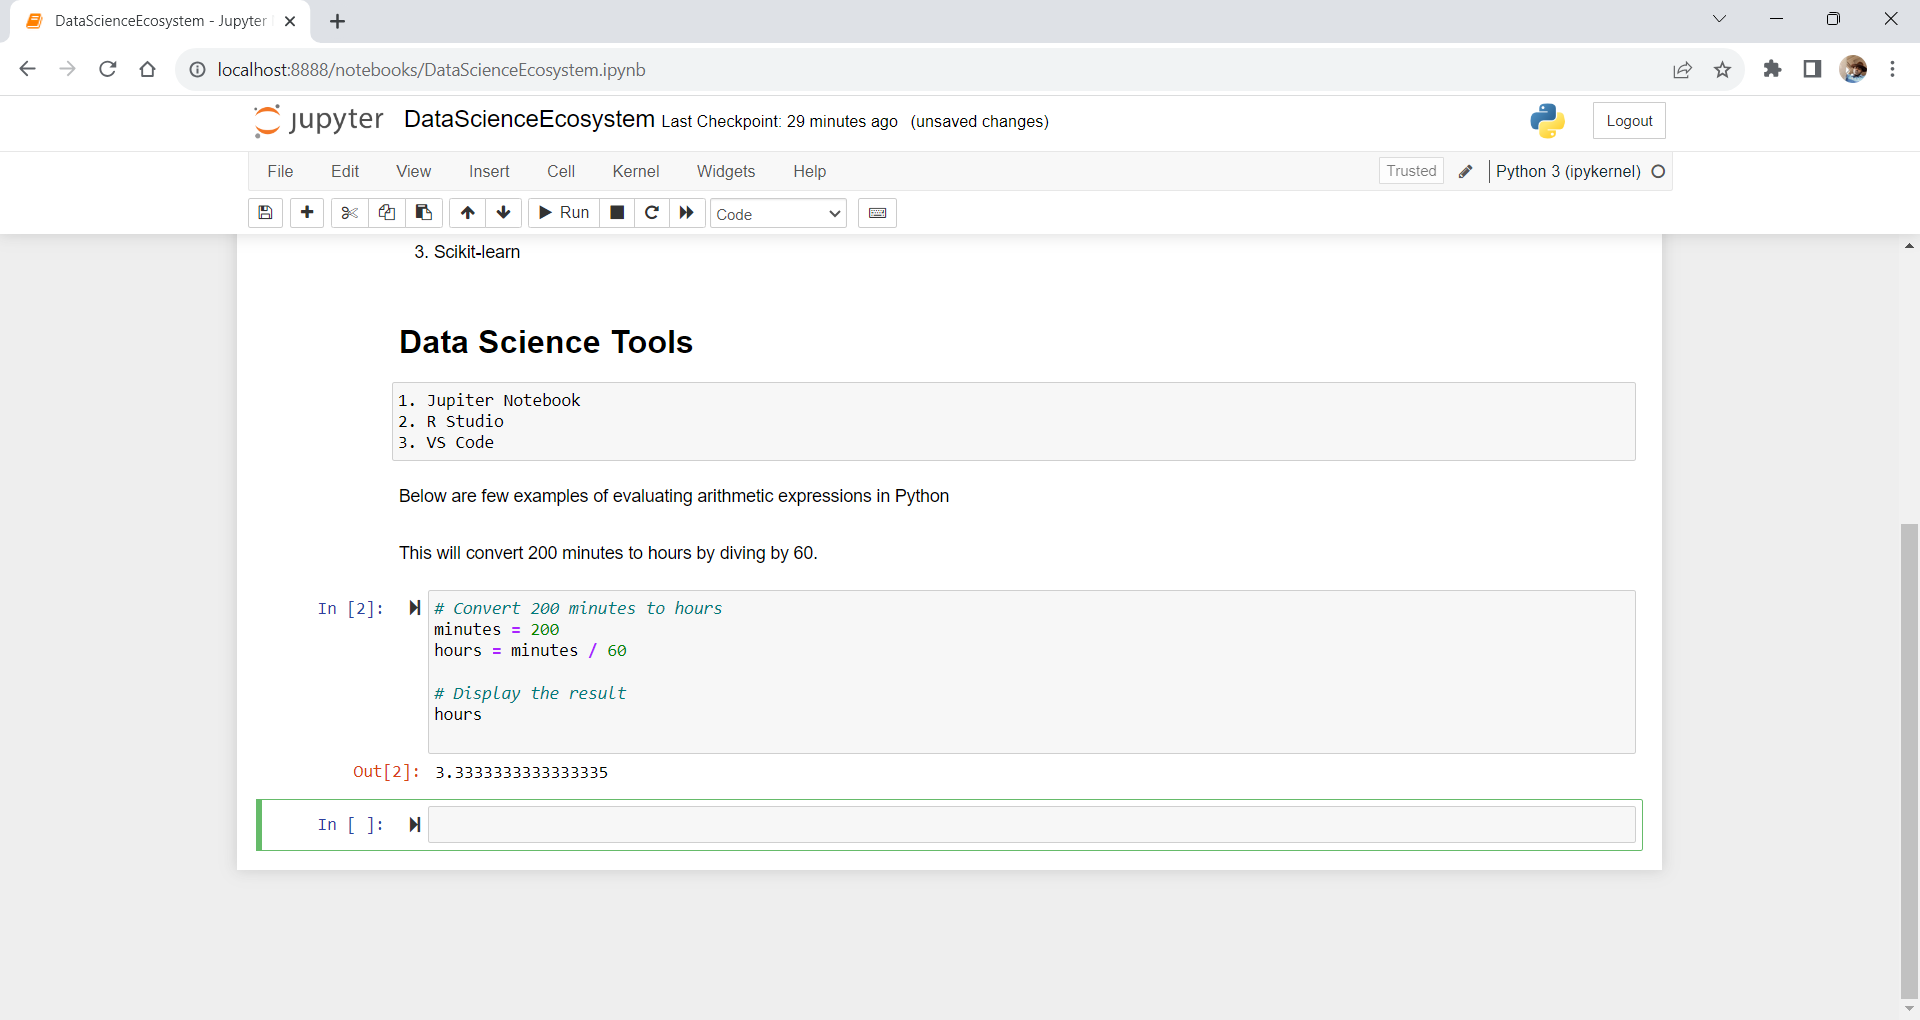 DataScienceEcosystem - Jupyter
localhost:8888/notebooks/DataScienceEcosystem.ipynb
jupyter DataScienceEcosystem Last Checkpoint: 29 minutes ago (unsaved changes) Logout
File Edit View Insert Cell Kernel Widgets Help Trusted Python 3 (ipykernel)
Run Code
3. Scikit-learn
Data Science Tools
1. Jupiter Notebook
2. R Studio
3. VS Code
Below are few examples of evaluating arithmetic expressions in Python
This will convert 200 minutes to hours by diving by 60.
In [2]: # Convert 200 minutes to hours
minutes = 200
hours = minutes / 60
# Display the result
hours
Out[2]: 3.3333333333333335
In [ ]: